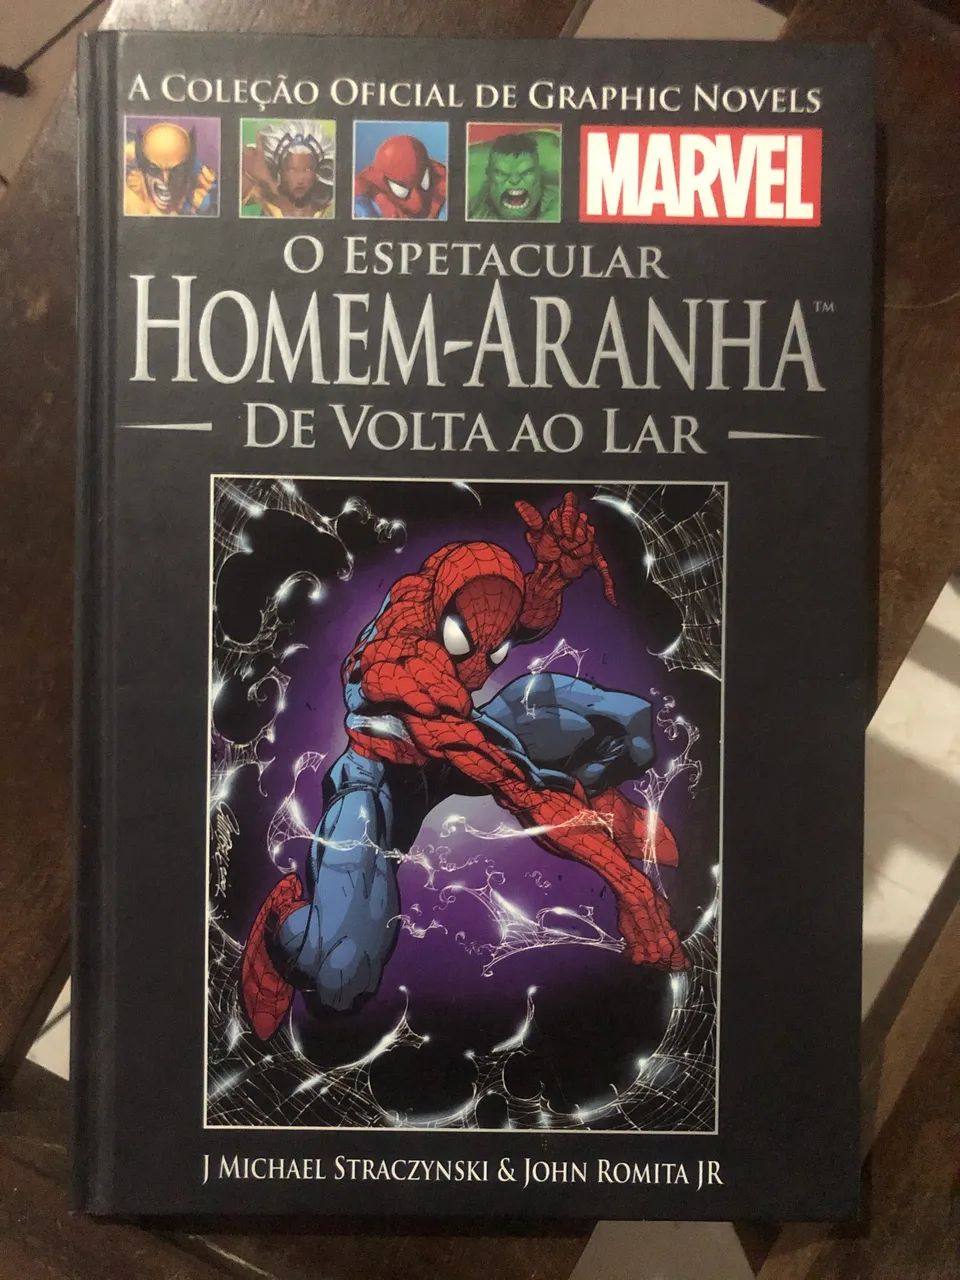 A COLEÇÃO OFICIAL DE GRAPHIC NOVELS
MARVEL
O ESPETACULAR
HOMEM-ARANHA™
DE VOLTA AO LAR
J MICHAEL STRACZYNSKI & JOHN ROMITA JR